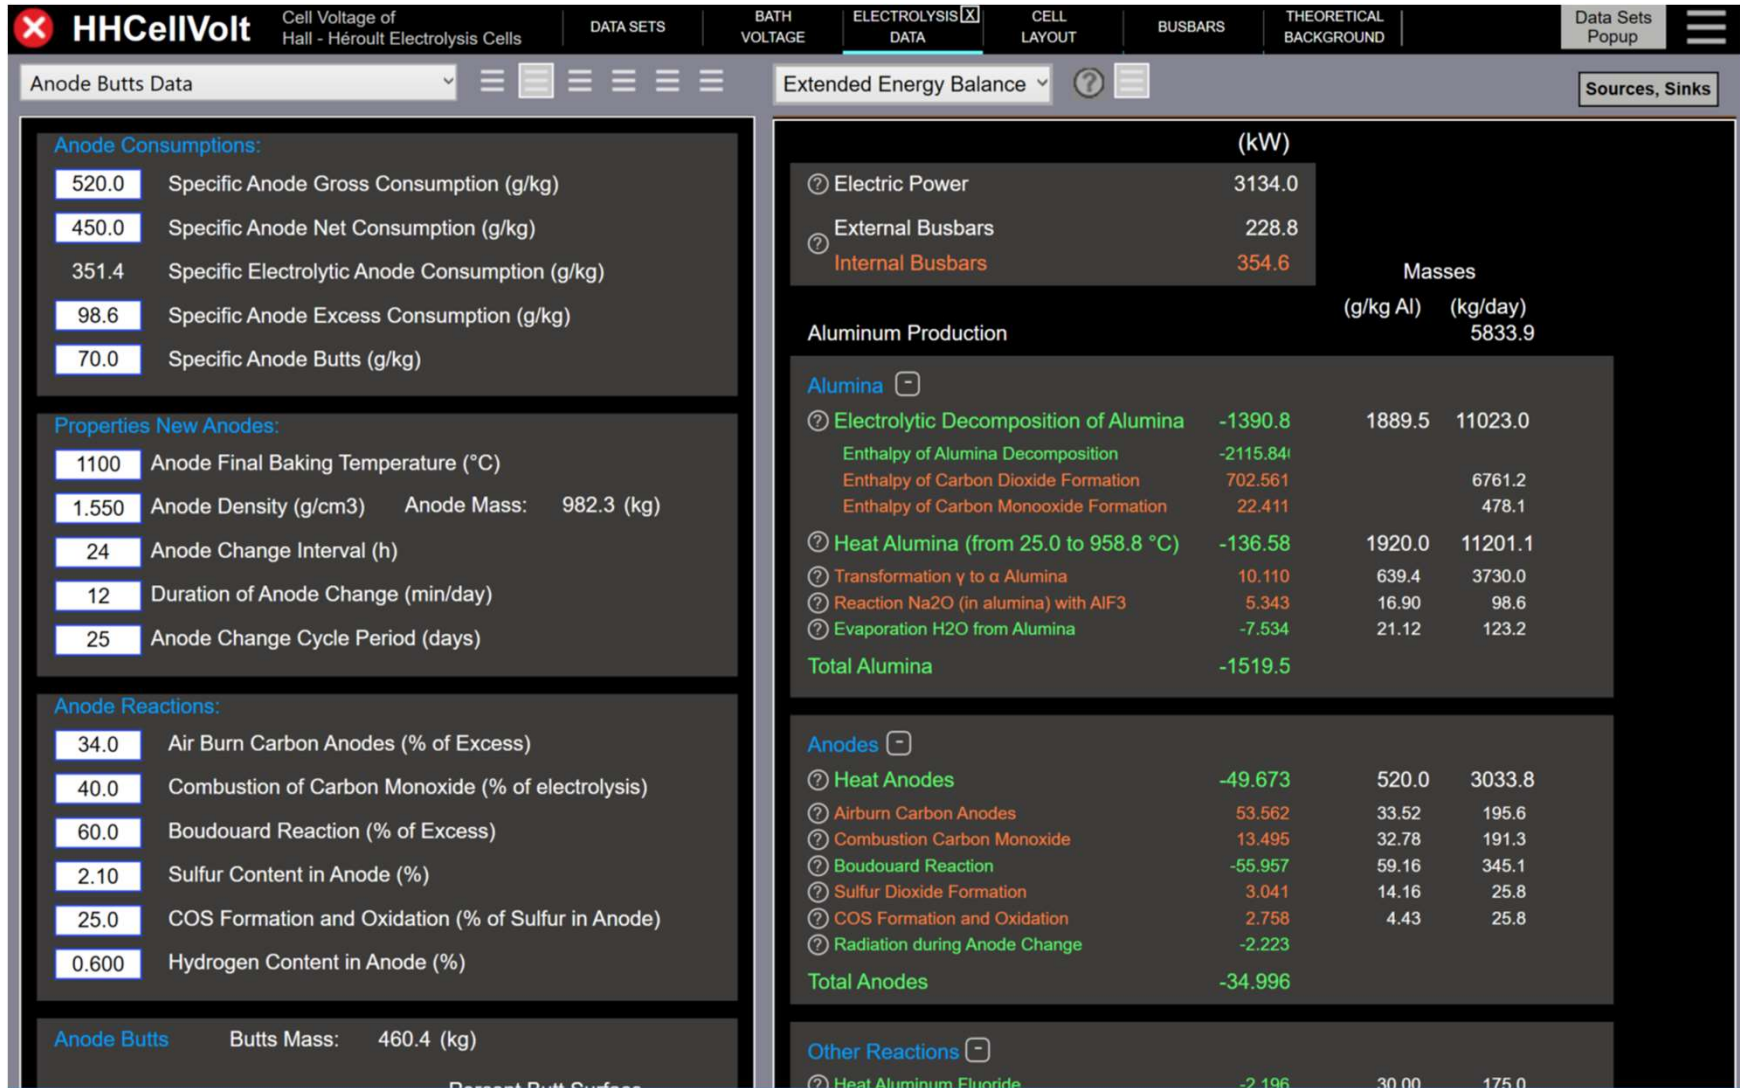 HHCellVolt
Cell Voltage of
Hall - Héroult Electrolysis Cells
DATA SETS
BATH
VOLTAGE
ELECTROLYSIS X
DATA
CELL
LAYOUT
BUSBARS
THEORETICAL
BACKGROUND
Data Sets
Popup
Anode Butts Data
Extended Energy Balance
?
Sources, Sinks
Anode Consumptions:
520.0 Specific Anode Gross Consumption (g/kg)
450.0 Specific Anode Net Consumption (g/kg)
351.4 Specific Electrolytic Anode Consumption (g/kg)
98.6 Specific Anode Excess Consumption (g/kg)
70.0 Specific Anode Butts (g/kg)
Properties New Anodes:
1100 Anode Final Baking Temperature (°C)
1.550 Anode Density (g/cm3) Anode Mass: 982.3 (kg)
24 Anode Change Interval (h)
12 Duration of Anode Change (min/day)
25 Anode Change Cycle Period (days)
Anode Reactions:
34.0 Air Burn Carbon Anodes (% of Excess)
40.0 Combustion of Carbon Monoxide (% of electrolysis)
60.0 Boudouard Reaction (% of Excess)
2.10 Sulfur Content in Anode (%)
25.0 COS Formation and Oxidation (% of Sulfur in Anode)
0.600 Hydrogen Content in Anode (%)
Anode Butts Butts Mass: 460.4 (kg)
Percent Butt Surface
(kW)
? Electric Power 3134.0
External Busbars 228.8
?
Internal Busbars 354.6
Masses
(g/kg Al) (kg/day)
Aluminum Production 5833.9
Alumina -
? Electrolytic Decomposition of Alumina -1390.8 1889.5 11023.0
Enthalpy of Alumina Decomposition -2115.84
Enthalpy of Carbon Dioxide Formation 702.561 6761.2
Enthalpy of Carbon Monooxide Formation 22.411 478.1
? Heat Alumina (from 25.0 to 958.8 °C) -136.58 1920.0 11201.1
? Transformation γ to α Alumina 10.110 639.4 3730.0
? Reaction Na2O (in alumina) with AlF3 5.343 16.90 98.6
? Evaporation H2O from Alumina -7.534 21.12 123.2
Total Alumina -1519.5
Anodes -
? Heat Anodes -49.673 520.0 3033.8
? Airburn Carbon Anodes 53.562 33.52 195.6
? Combustion Carbon Monoxide 13.495 32.78 191.3
? Boudouard Reaction -55.957 59.16 345.1
? Sulfur Dioxide Formation 3.041 14.16 25.8
? COS Formation and Oxidation 2.758 4.43 25.8
? Radiation during Anode Change -2.223
Total Anodes -34.996
Other Reactions -
? Heat Aluminum Fluoride -2.196 30.00 175.0